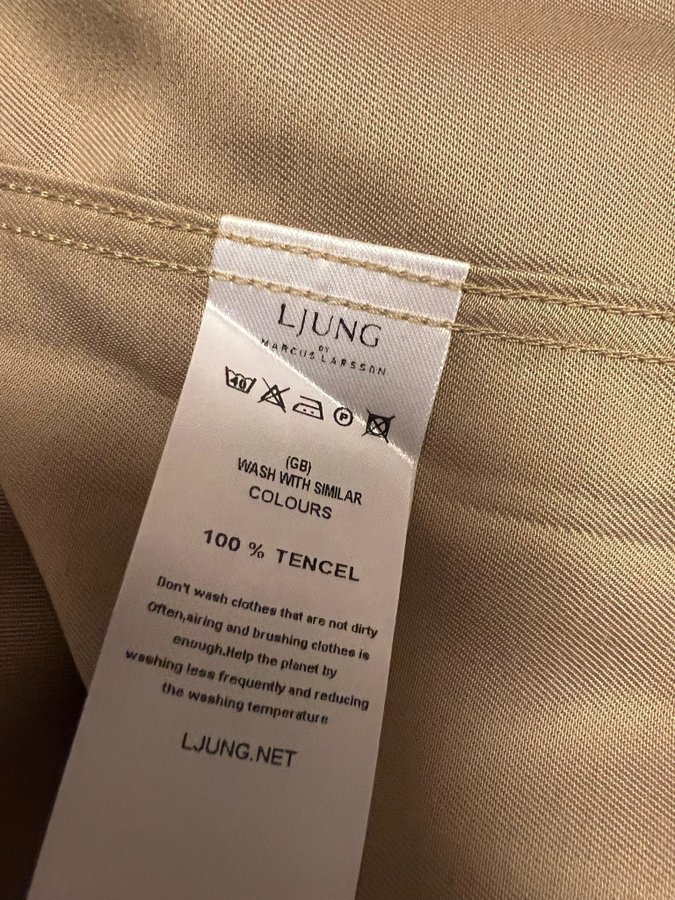 LJUNG
BY
MARCUS LARSSON
40 P
(GB)
WASH WITH SIMILAR
COLOURS
100 % TENCEL
Don't wash clothes that are not dirty
Often,airing and brushing clothes is
enough.Help the planet by
washing less frequently and reducing
the washing temperature
LJUNG.NET